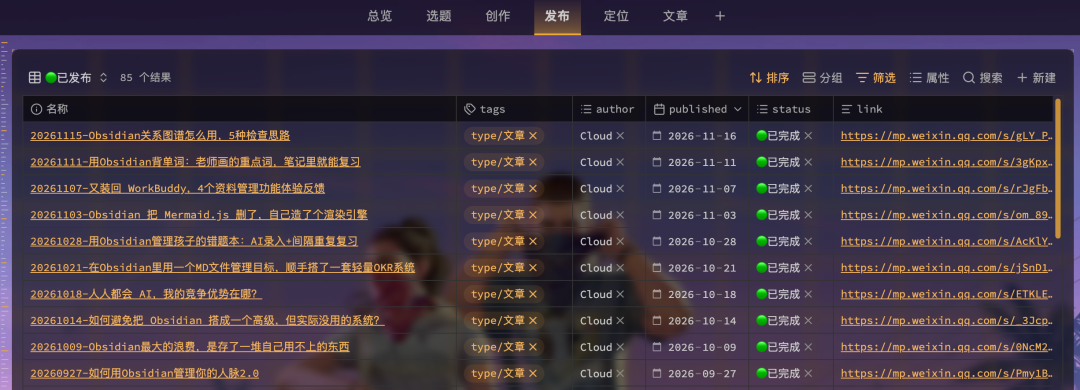 总览 选题 创作 发布 定位 文章 +
已发布 85 个结果 排序 分组 筛选 属性 搜索 + 新建
名称 tags author published status link
20261115-Obsidian关系图谱怎么用，5种检查思路 type/文章 × Cloud × 2026-11-16 已完成 × https://mp.weixin.qq.com/s/gLY_P…
20261111-用Obsidian背单词：老师画的重点词，笔记里就能复习 type/文章 × Cloud × 2026-11-11 已完成 × https://mp.weixin.qq.com/s/3gKpx…
20261107-又装回 WorkBuddy，4个资料管理功能体验反馈 type/文章 × Cloud × 2026-11-07 已完成 × https://mp.weixin.qq.com/s/rJgFb…
20261103-Obsidian 把 Mermaid.js 删了，自己造了个渲染引擎 type/文章 × Cloud × 2026-11-03 已完成 × https://mp.weixin.qq.com/s/om_89…
20261028-用Obsidian管理孩子的错题本：AI录入+间隔重复复习 type/文章 × Cloud × 2026-10-28 已完成 × https://mp.weixin.qq.com/s/AcKlY…
20261021-在Obsidian里用一个MD文件管理目标，顺手搭了一套轻量OKR系统 type/文章 × Cloud × 2026-10-21 已完成 × https://mp.weixin.qq.com/s/jSnD1…
20261018-人人都会 AI，我的竞争优势在哪？ type/文章 × Cloud × 2026-10-18 已完成 × https://mp.weixin.qq.com/s/ETKLE…
20261014-如何避免把 Obsidian 搭成一个高级，但实际没用的系统？ type/文章 × Cloud × 2026-10-14 已完成 × https://mp.weixin.qq.com/s/_3Jcp…
20261009-Obsidian最大的浪费，是存了一堆自己用不上的东西 type/文章 × Cloud × 2026-10-09 已完成 × https://mp.weixin.qq.com/s/0NcM2…
20260927-如何用Obsidian管理你的人脉2.0 type/文章 × Cloud × 2026-09-27 已完成 × https://mp.weixin.qq.com/s/Pmy1B…